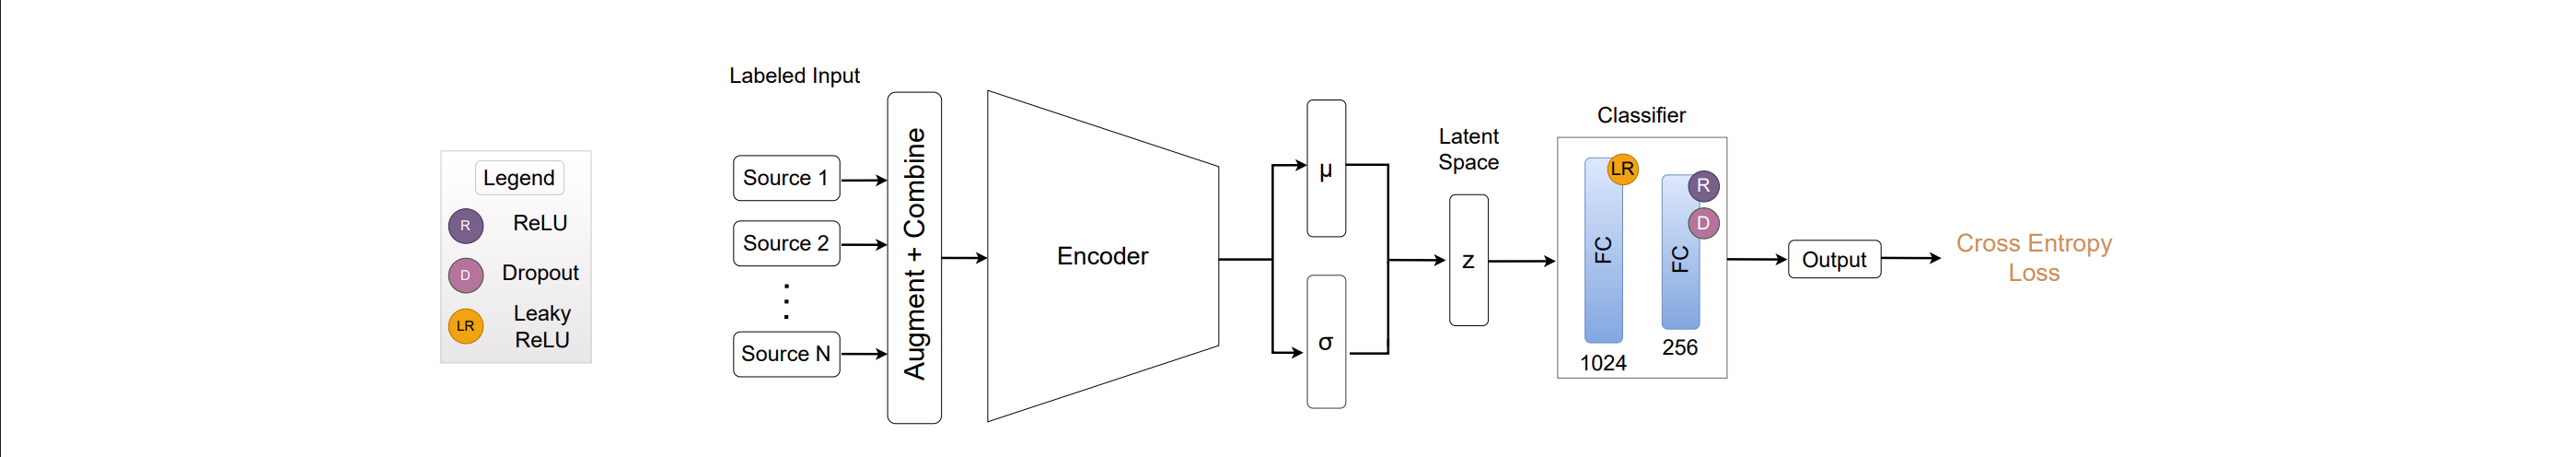 Legend
R
ReLU
D
Dropout
LR
Leaky
ReLU
Labeled Input
Source 1
Source 2
Source N
Augment + Combine
Encoder
μ
σ
Latent
Space
z
Classifier
FC
LR
1024
FC
R
D
256
Output
Cross Entropy
Loss